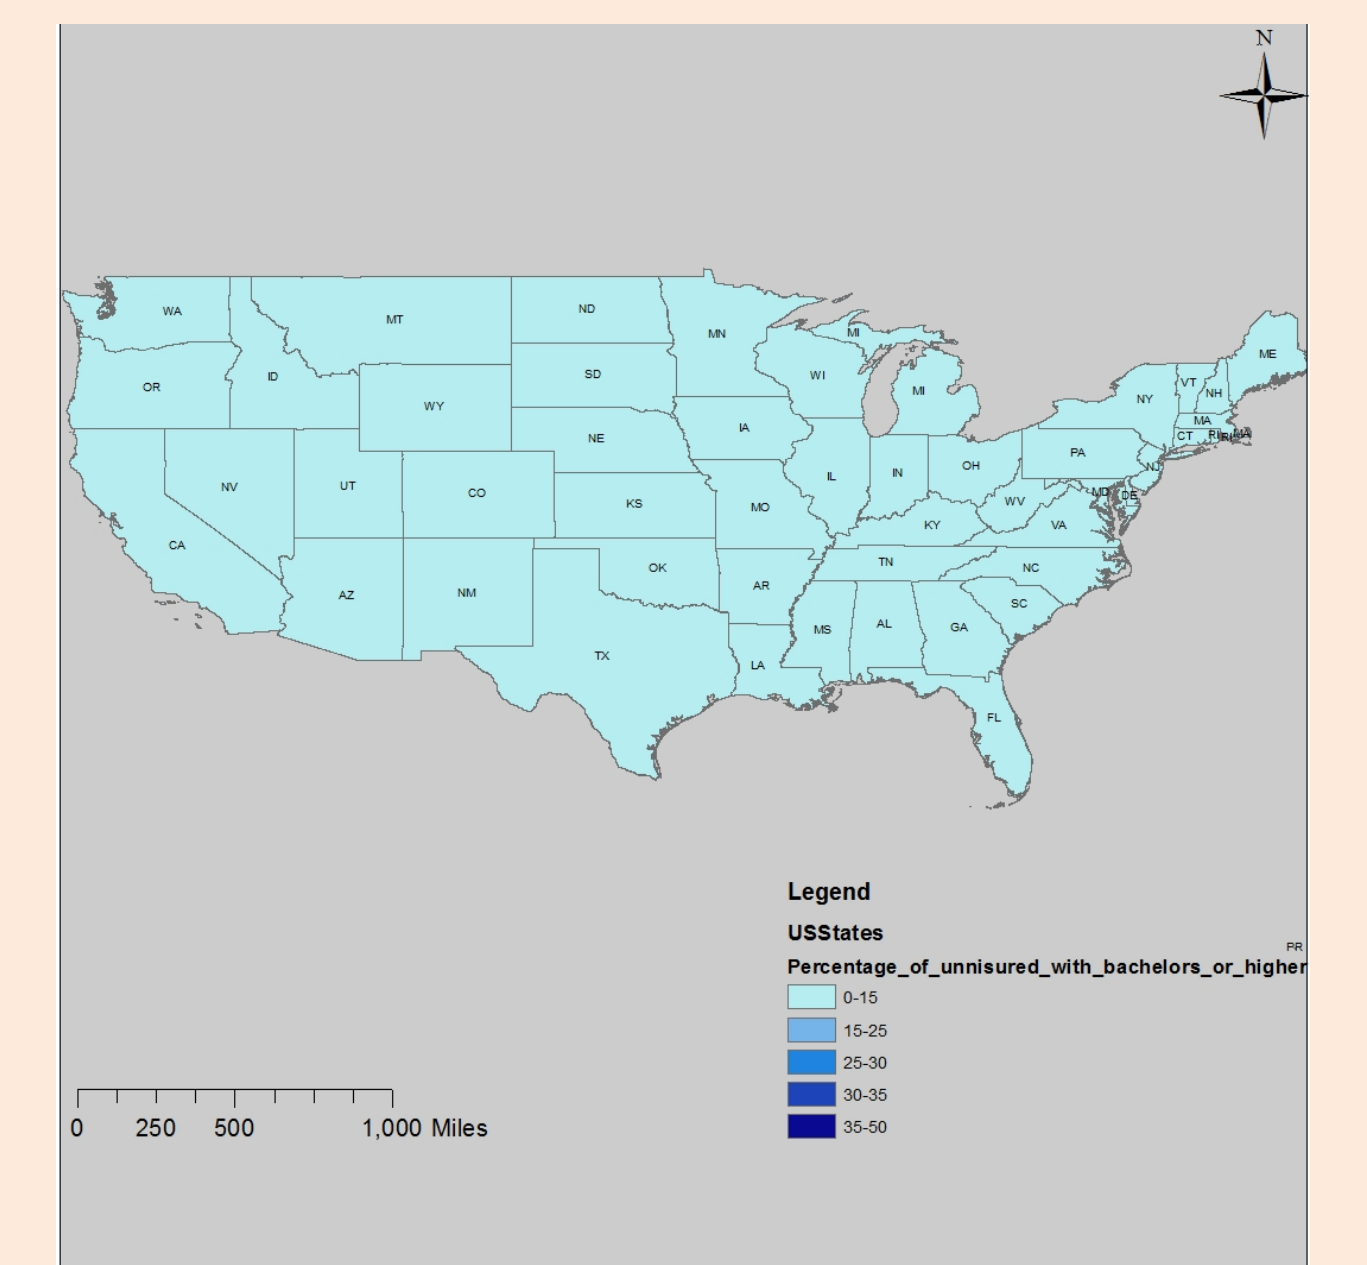 N
WA
MT
ND
MN
MI
ME
OR
ID
WY
SD
WI
MI
NY
VT
NH
MA
CT
RI
RI
MA
IA
NE
PA
NJ
NV
UT
CO
KS
MO
IL
IN
OH
WV
MD
DE
VA
KY
CA
AZ
NM
OK
AR
TN
NC
SC
MS
AL
GA
TX
LA
FL
Legend
USStates
PR
Percentage_of_unnisured_with_bachelors_or_higher
0-15
15-25
25-30
30-35
35-50
0 250 500 1,000 Miles